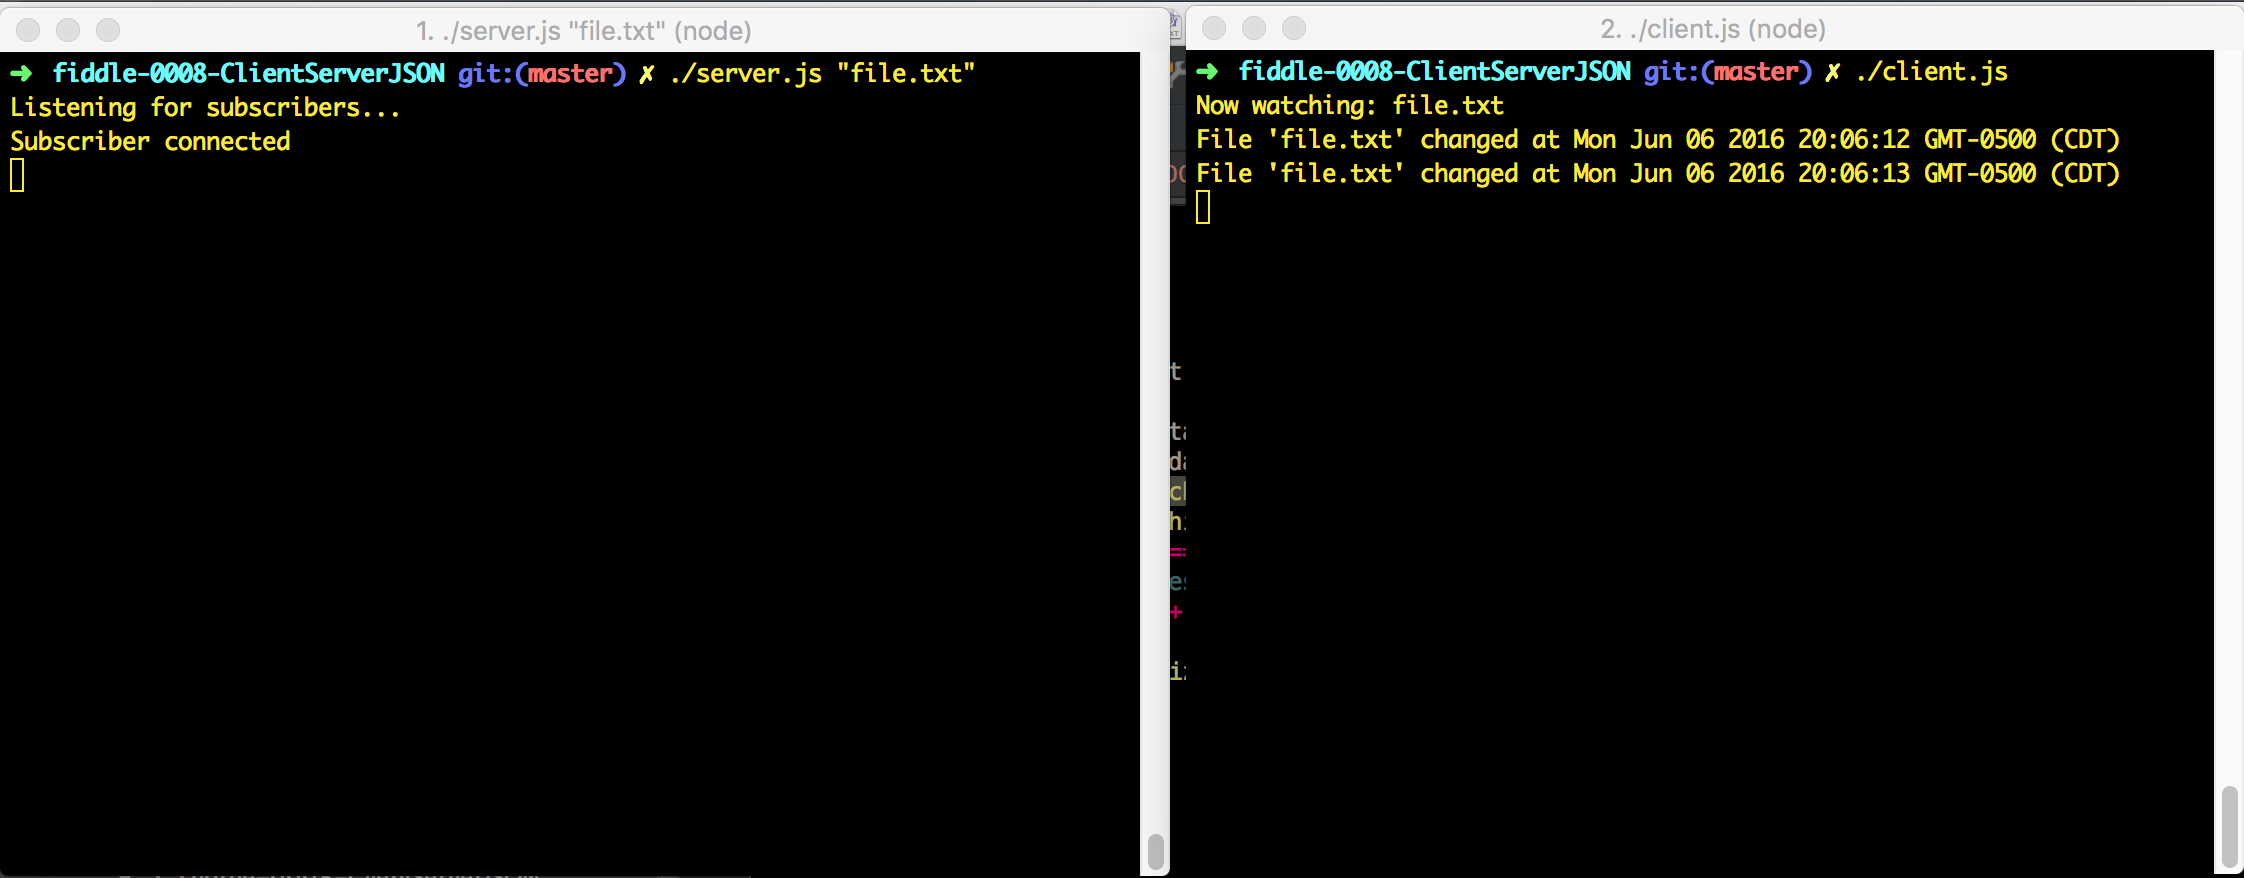 1. ./server.js "file.txt" (node)
➜ fiddle-0008-ClientServerJSON git:(master) ✗ ./server.js "file.txt"
Listening for subscribers...
Subscriber connected
2. ./client.js (node)
➜ fiddle-0008-ClientServerJSON git:(master) ✗ ./client.js
Now watching: file.txt
File 'file.txt' changed at Mon Jun 06 2016 20:06:12 GMT-0500 (CDT)
File 'file.txt' changed at Mon Jun 06 2016 20:06:13 GMT-0500 (CDT)